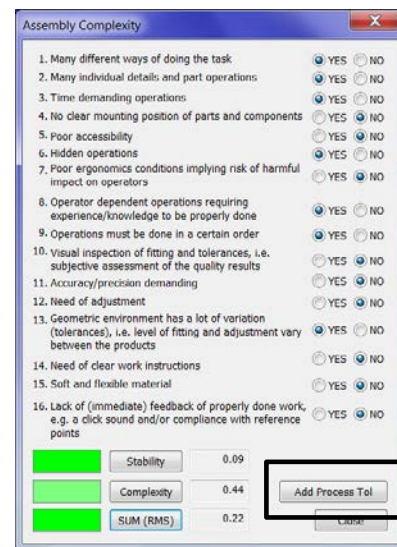 Assembly Complexity
1. Many different ways of doing the task YES NO
2. Many individual details and part operations YES NO
3. Time demanding operations YES NO
4. No clear mounting position of parts and components YES NO
5. Poor accessibility YES NO
6. Hidden operations YES NO
7. Poor ergonomics conditions implying risk of harmful
impact on operators YES NO
8. Operator dependent operations requiring
experience/knowledge to be properly done YES NO
9. Operations must be done in a certain order YES NO
10. Visual inspection of fitting and tolerances, i.e.
subjective assessment of the quality results YES NO
11. Accuracy/precision demanding YES NO
12. Need of adjustment YES NO
13. Geometric environment has a lot of variation
(tolerances), i.e. level of fitting and adjustment vary YES NO
between the products
14. Need of clear work instructions YES NO
15. Soft and flexible material YES NO
16. Lack of (immediate) feedback of properly done work,
e.g. a click sound and/or compliance with reference YES NO
points
Stability 0.09
Complexity 0.44 Add Process Tol
SUM (RMS) 0.22 Close